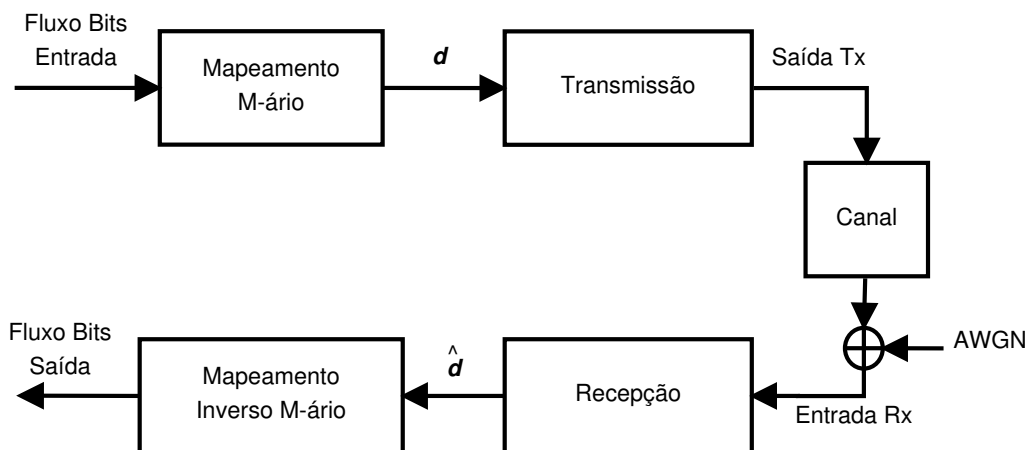 Fluxo Bits
Entrada
Mapeamento
M-ário
d
Transmissão
Saída Tx
Canal
AWGN
Entrada Rx
Recepção
^
d
Mapeamento
Inverso M-ário
Fluxo Bits
Saída